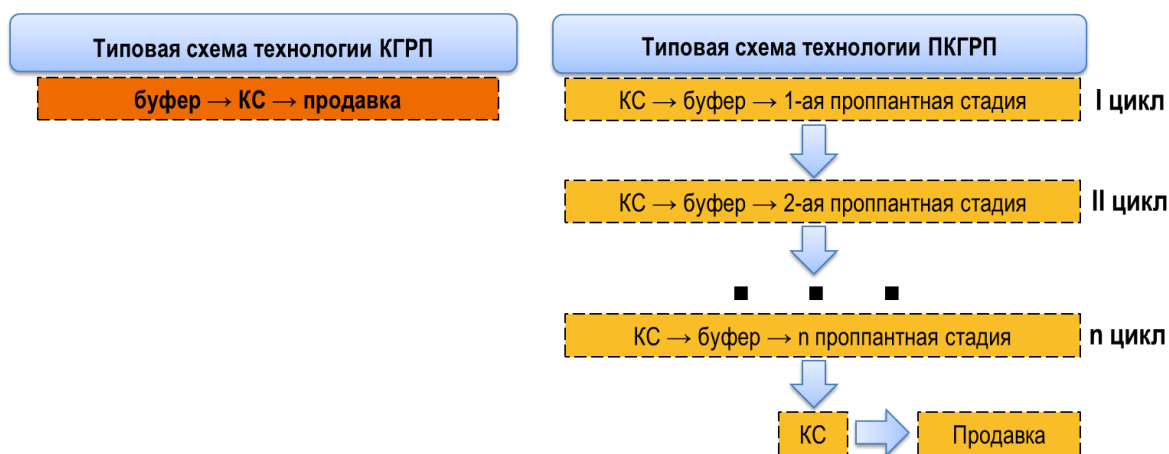 Типовая схема технологии КГРП
буфер → КС → продавка
Типовая схема технологии ПКГРП
КС → буфер → 1-ая проппантная стадия
I цикл
КС → буфер → 2-ая проппантная стадия
II цикл
КС → буфер → n проппантная стадия
n цикл
КС
Продавка